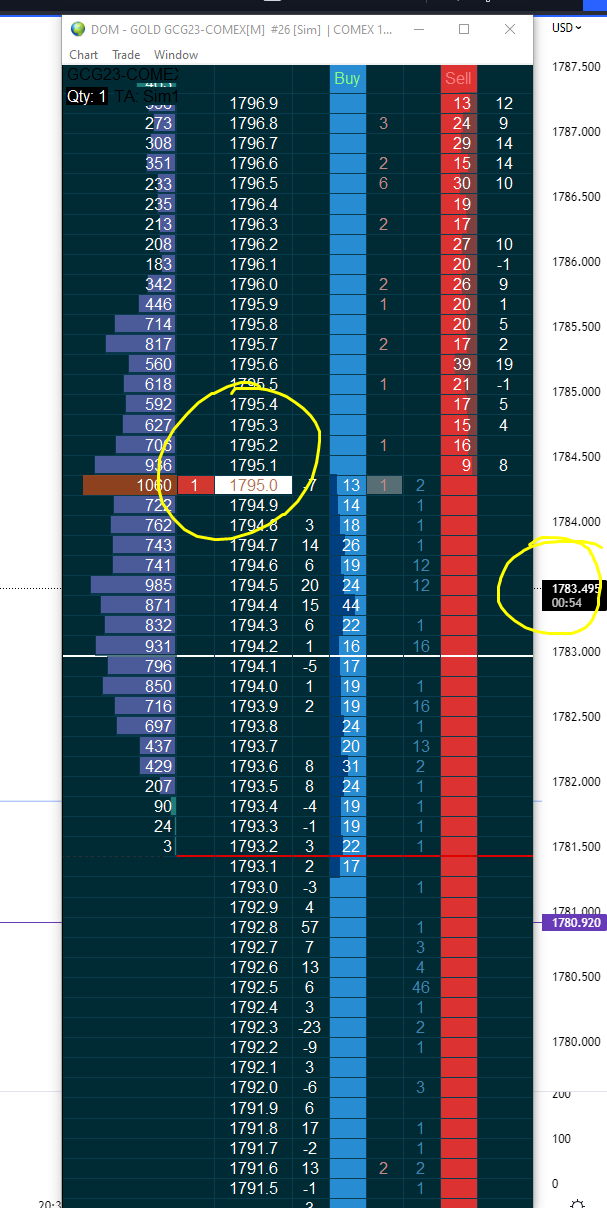 DOM - GOLD GCG23-COMEX[M] #26 [Sim] | COMEX 1... USD
Chart Trade Window
GCG23-COMEX Buy Sell 1787.500
Qty: 1 TA: Sim1
1796.9 13 12
273 1796.8 3 24 9 1787.000
308 1796.7 29 14
351 1796.6 2 15 14
233 1796.5 6 30 10 1786.500
235 1796.4 19
213 1796.3 2 17
208 1796.2 27 10
183 1796.1 20 -1 1786.000
342 1796.0 2 26 9
446 1795.9 1 20 1
714 1795.8 20 5 1785.500
817 1795.7 2 17 2
560 1795.6 39 19
618 1795.5 1 21 -1 1785.000
592 1795.4 17 5
627 1795.3 15 4
706 1795.2 1 16
936 1795.1 9 8 1784.500
1060 1 1795.0 -7 13 1 2
722 1794.9 14 1
762 1794.8 3 18 1 1784.000
743 1794.7 14 26 1
741 1794.6 6 19 12
985 1794.5 20 24 12 1783.495
871 1794.4 15 44 00:54
832 1794.3 6 22 1
931 1794.2 1 16 16 1783.000
796 1794.1 -5 17
850 1794.0 1 19 1
716 1793.9 2 19 16 1782.500
697 1793.8 24 1
437 1793.7 20 13
429 1793.6 8 31 2 1782.000
207 1793.5 8 24 1
90 1793.4 -4 19 1
24 1793.3 -1 19 1
3 1793.2 3 22 1 1781.500
1793.1 2 17
1793.0 -3 1
1792.9 4 1781.000
1792.8 57 1 1780.920
1792.7 7 3
1792.6 13 4 1780.500
1792.5 6 46
1792.4 3 1
1792.3 -23 2
1792.2 -9 1 1780.000
1792.1 3
1792.0 -6 3 200
1791.9 6
1791.8 17 1
1791.7 -2 1 100
1791.6 13 2 2
1791.5 -1 1 0